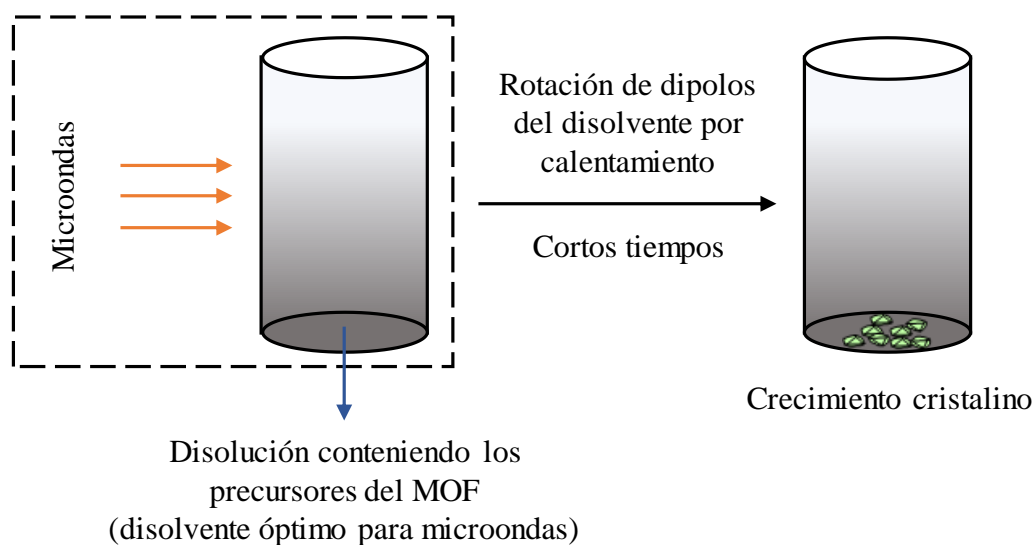 Microondas
Rotación de dipolos
del disolvente por
calentamiento
Cortos tiempos
Crecimiento cristalino
Disolución conteniendo los
precursores del MOF
(disolvente óptimo para microondas)